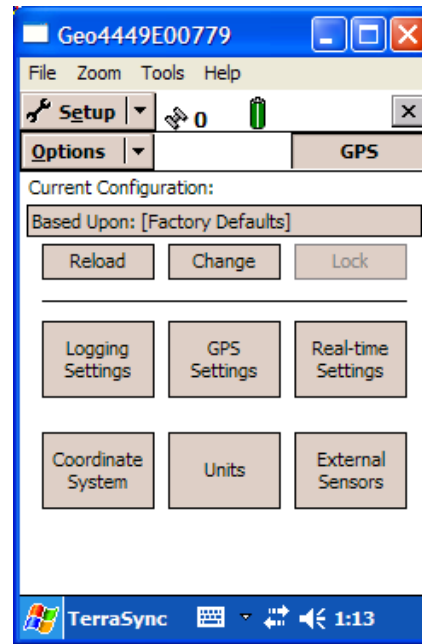 Geo4449E00779
File Zoom Tools Help
Setup 0
Options GPS
Current Configuration:
Based Upon: [Factory Defaults]
Reload Change Lock
Logging Settings
GPS Settings
Real-time Settings
Coordinate System
Units
External Sensors
TerraSync 1:13